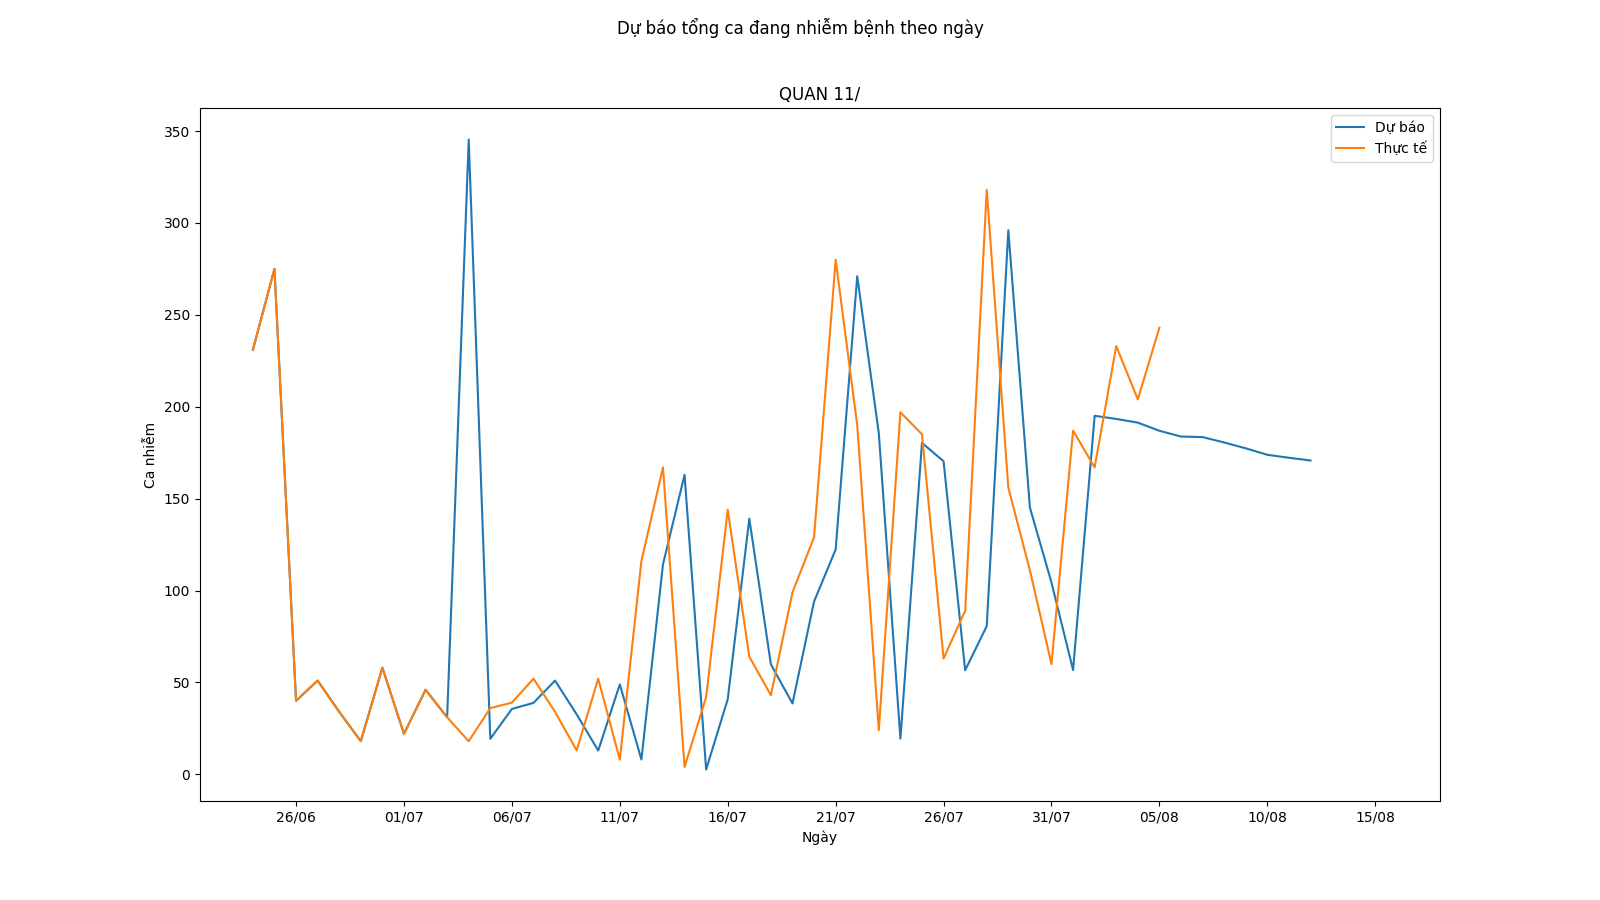 Dự báo tổng ca đang nhiễm bệnh theo ngày
QUAN 11/
Dự báo
Thực tế
350
300
250
200
150
100
50
0
Ca nhiễm
26/06 01/07 06/07 11/07 16/07 21/07 26/07 31/07 05/08 10/08 15/08
Ngày